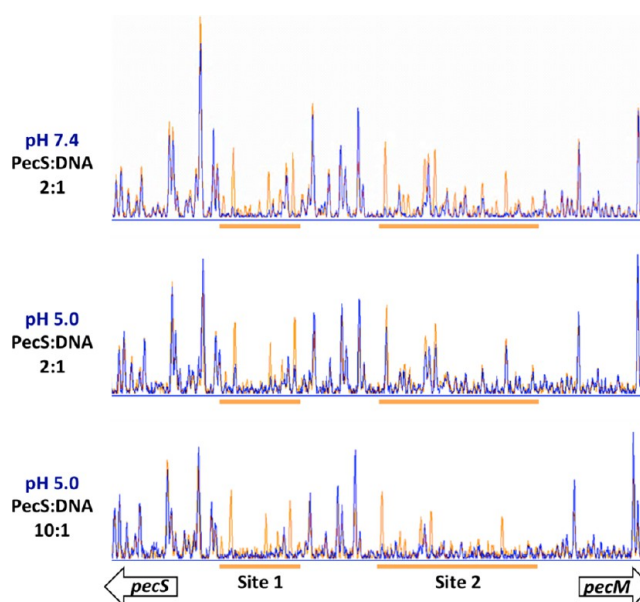 pH 7.4
PecS:DNA
2:1
pH 5.0
PecS:DNA
2:1
pH 5.0
PecS:DNA
10:1
pecS Site 1 Site 2 pecM